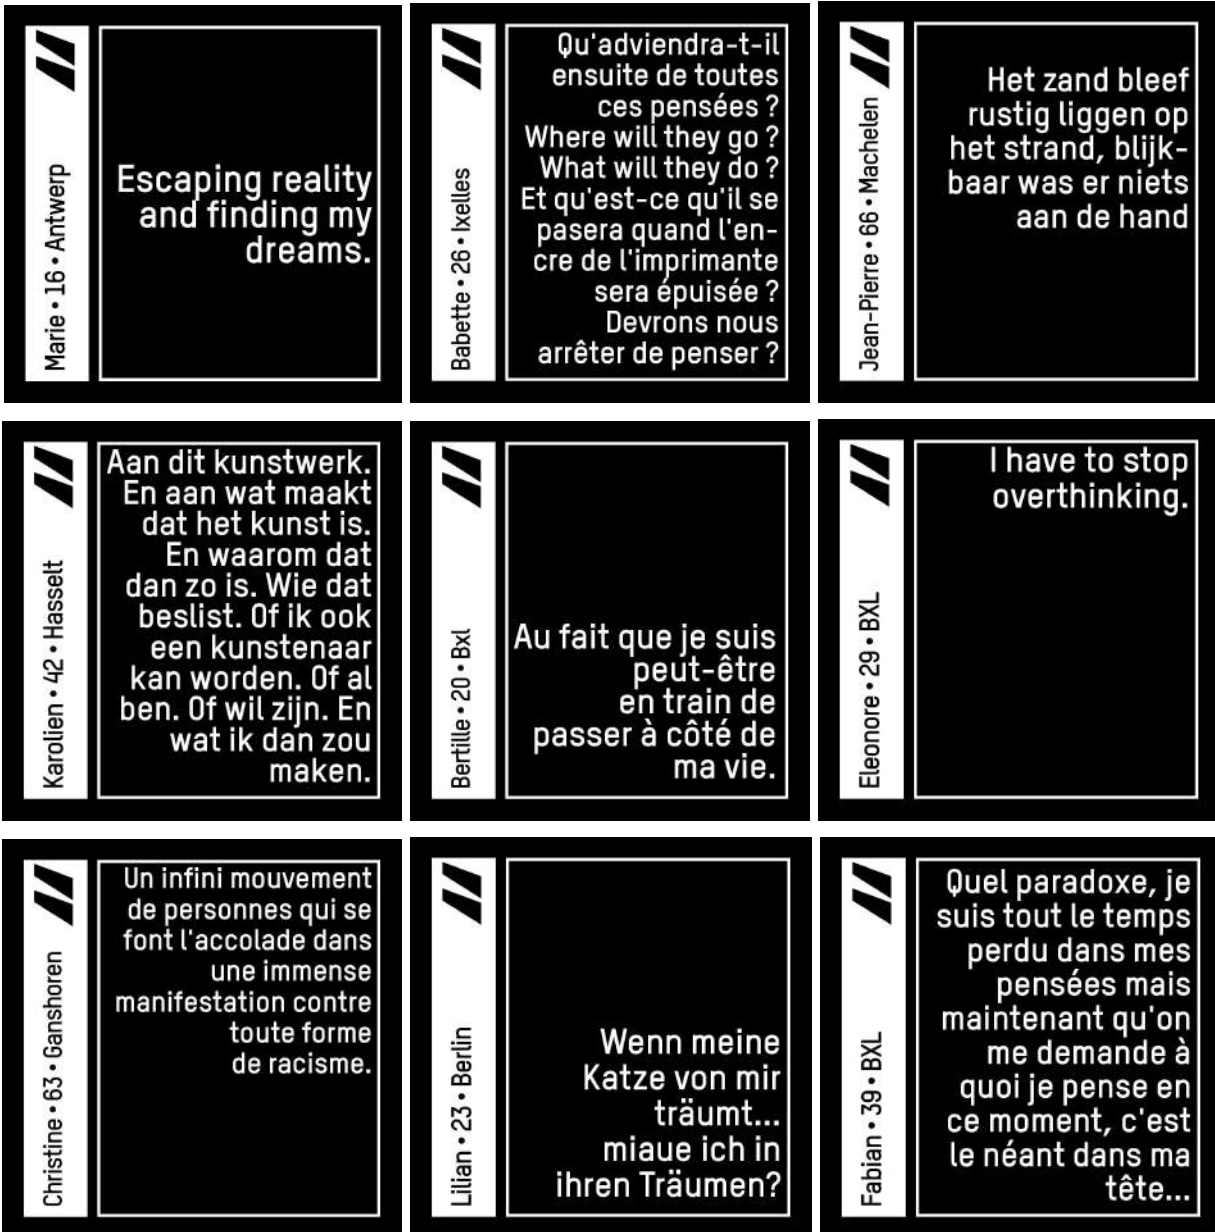 Marie • 16 • Antwerp
Escaping reality
and finding my
dreams.
Babette • 26 • Ixelles
Qu'adviendra-t-il
ensuite de toutes
ces pensées ?
Where will they go ?
What will they do ?
Et qu'est-ce qu'il se
pasera quand l'en-
cre de l'imprimante
sera épuisée ?
Devrons nous
arrêter de penser ?
Jean-Pierre • 66 • Machelen
Het zand bleef
rustig liggen op
het strand, blijk-
baar was er niets
aan de hand
Karolien • 42 • Hasselt
Aan dit kunstwerk.
En aan wat maakt
dat het kunst is.
En waarom dat
dan zo is. Wie dat
beslist. Of ik ook
een kunstenaar
kan worden. Of al
ben. Of wil zijn. En
wat ik dan zou
maken.
Bertille • 20 • Bxl
Au fait que je suis
peut-être
en train de
passer à côté de
ma vie.
Eleonore • 29 • BXL
I have to stop
overthinking.
Christine • 63 • Ganshoren
Un infini mouvement
de personnes qui se
font l'accolade dans
une immense
manifestation contre
toute forme
de racisme.
Lilian • 23 • Berlin
Wenn meine
Katze von mir
träumt...
miaue ich in
ihren Träumen?
Fabian • 39 • BXL
Quel paradoxe, je
suis tout le temps
perdu dans mes
pensées mais
maintenant qu'on
me demande à
quoi je pense en
ce moment, c'est
le néant dans ma
tête...